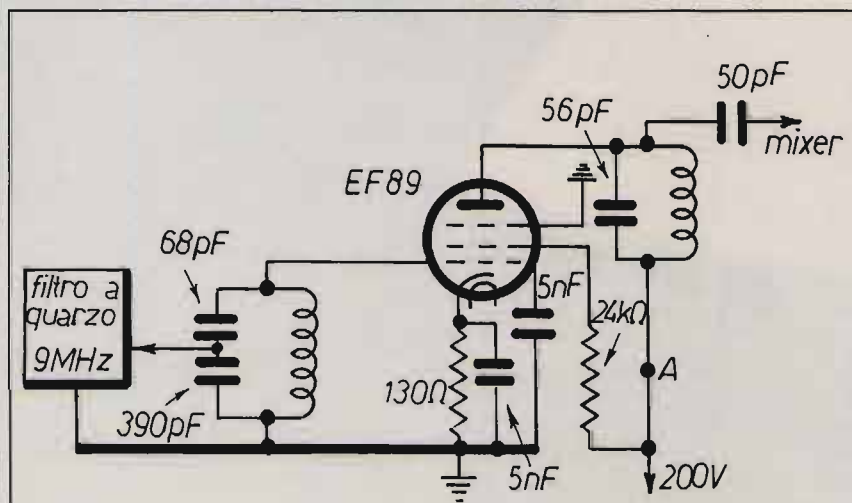 50pF
56pF
mixer
EF89
68pF
filtro a
quarzo
9MHz
5nF
24kΩ
A
130Ω
390pF
5nF
200V